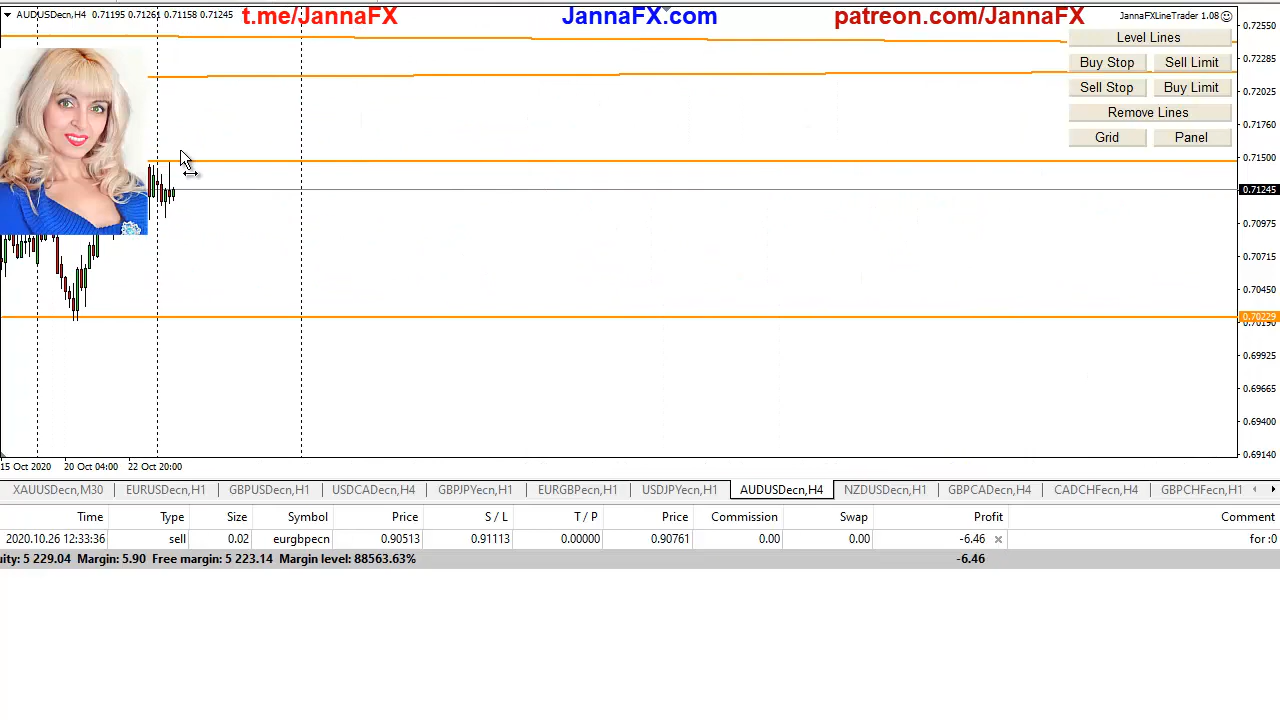 AUDUSDecn,H4 0.71195 0.71261 0.71158 0.71245 t.me/JannaFX JannaFX.com patreon.com/JannaFX JannaFXLineTrader 1.08
0.72550
Level Lines
0.72285
Buy Stop Sell Limit
Sell Stop Buy Limit
0.72025
Remove Lines
0.71760
Grid Panel
0.71500
0.71245
0.70975
0.70715
0.70450
0.70229
0.70190
0.69925
0.69665
0.69400
0.69140
15 Oct 2020 20 Oct 04:00 22 Oct 20:00
XAUUSDecn,M30 EURUSDecn,H1 GBPUSDecn,H1 USDCADecn,H4 GBPJPYecn,H1 EURGBPecn,H1 USDJPYecn,H1 AUDUSDecn,H4 NZDUSDecn,H1 GBPCADecn,H4 CADCHFecn,H4 GBPCHFecn,H1
Time Type Size Symbol Price S / L T / P Price Commission Swap Profit Comment
2020.10.26 12:33:36 sell 0.02 eurgbpecn 0.90513 0.91113 0.00000 0.90761 0.00 0.00 -6.46 for :0
uity: 5 229.04 Margin: 5.90 Free margin: 5 223.14 Margin level: 88563.63% -6.46